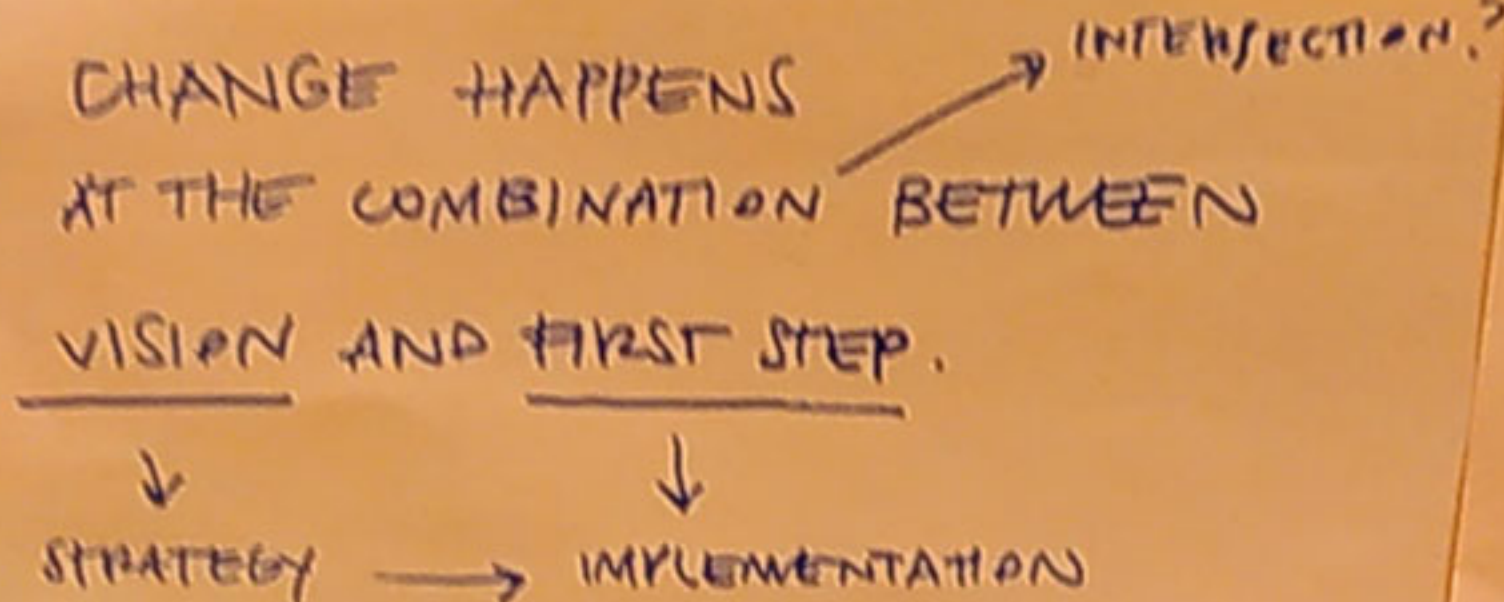 INTERSECTION?
CHANGE HAPPENS
AT THE COMBINATION BETWEEN
VISION AND FIRST STEP.
STRATEGY → IMPLEMENTATION